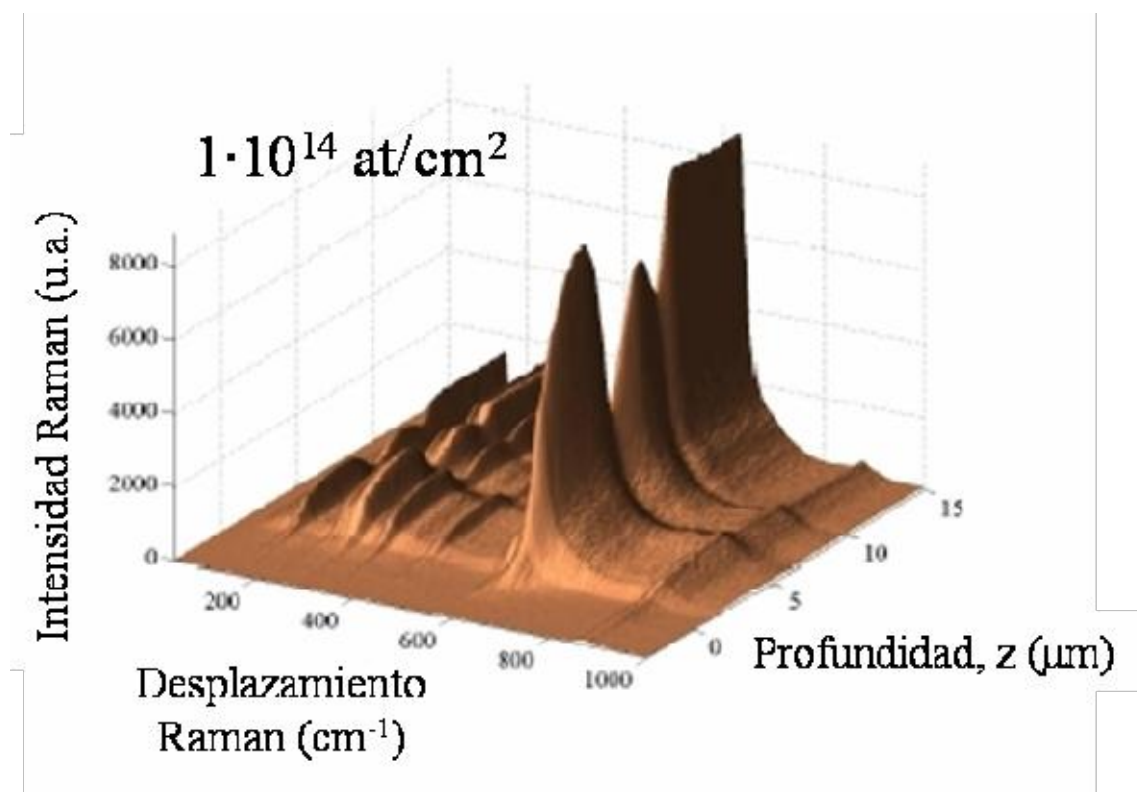 1·10¹⁴ at/cm²
Intensidad Raman (u.a.)
8000
6000
4000
2000
0
200
400
600
800
1000
Desplazamiento
Raman (cm⁻¹)
0
5
10
15
Profundidad, z (μm)